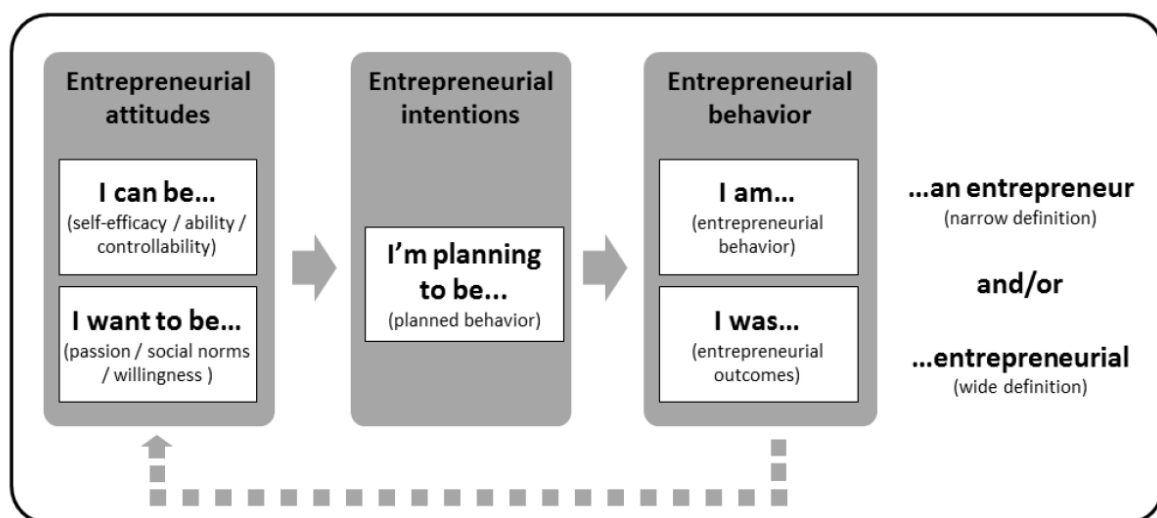 Entrepreneurial
attitudes
I can be...
(self-efficacy / ability /
controllability)
I want to be...
(passion / social norms
/ willingness )
Entrepreneurial
intentions
I'm planning
to be...
(planned behavior)
Entrepreneurial
behavior
I am...
(entrepreneurial
behavior)
I was...
(entrepreneurial
outcomes)
...an entrepreneur
(narrow definition)
and/or
...entrepreneurial
(wide definition)